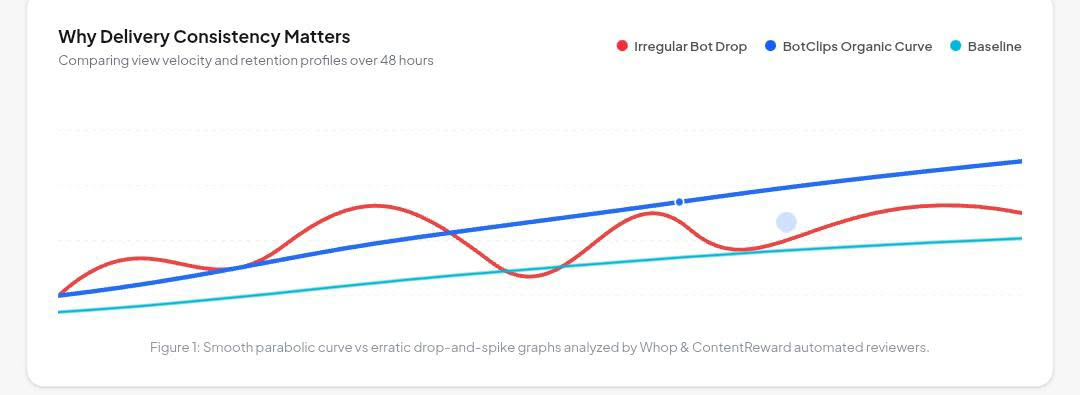 Why Delivery Consistency Matters
Comparing view velocity and retention profiles over 48 hours
Irregular Bot Drop
BotClips Organic Curve
Baseline
Figure 1: Smooth parabolic curve vs erratic drop-and-spike graphs analyzed by Whop & ContentReward automated reviewers.